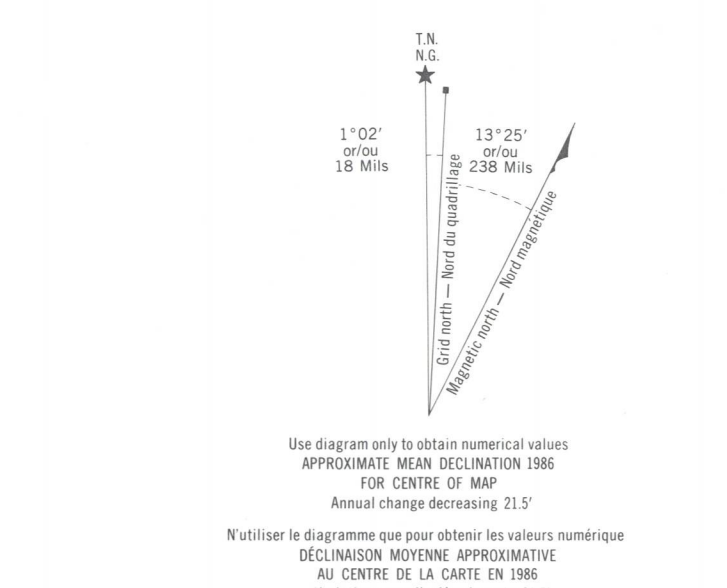 T.N.
N.G.
1°02'
or/ou
18 Mils
13°25'
or/ou
238 Mils
Grid north — Nord du quadrillage
Magnetic north — Nord magnétique
Use diagram only to obtain numerical values
APPROXIMATE MEAN DECLINATION 1986
FOR CENTRE OF MAP
Annual change decreasing 21.5'
N'utiliser le diagramme que pour obtenir les valeurs numérique
DÉCLINAISON MOYENNE APPROXIMATIVE
AU CENTRE DE LA CARTE EN 1986